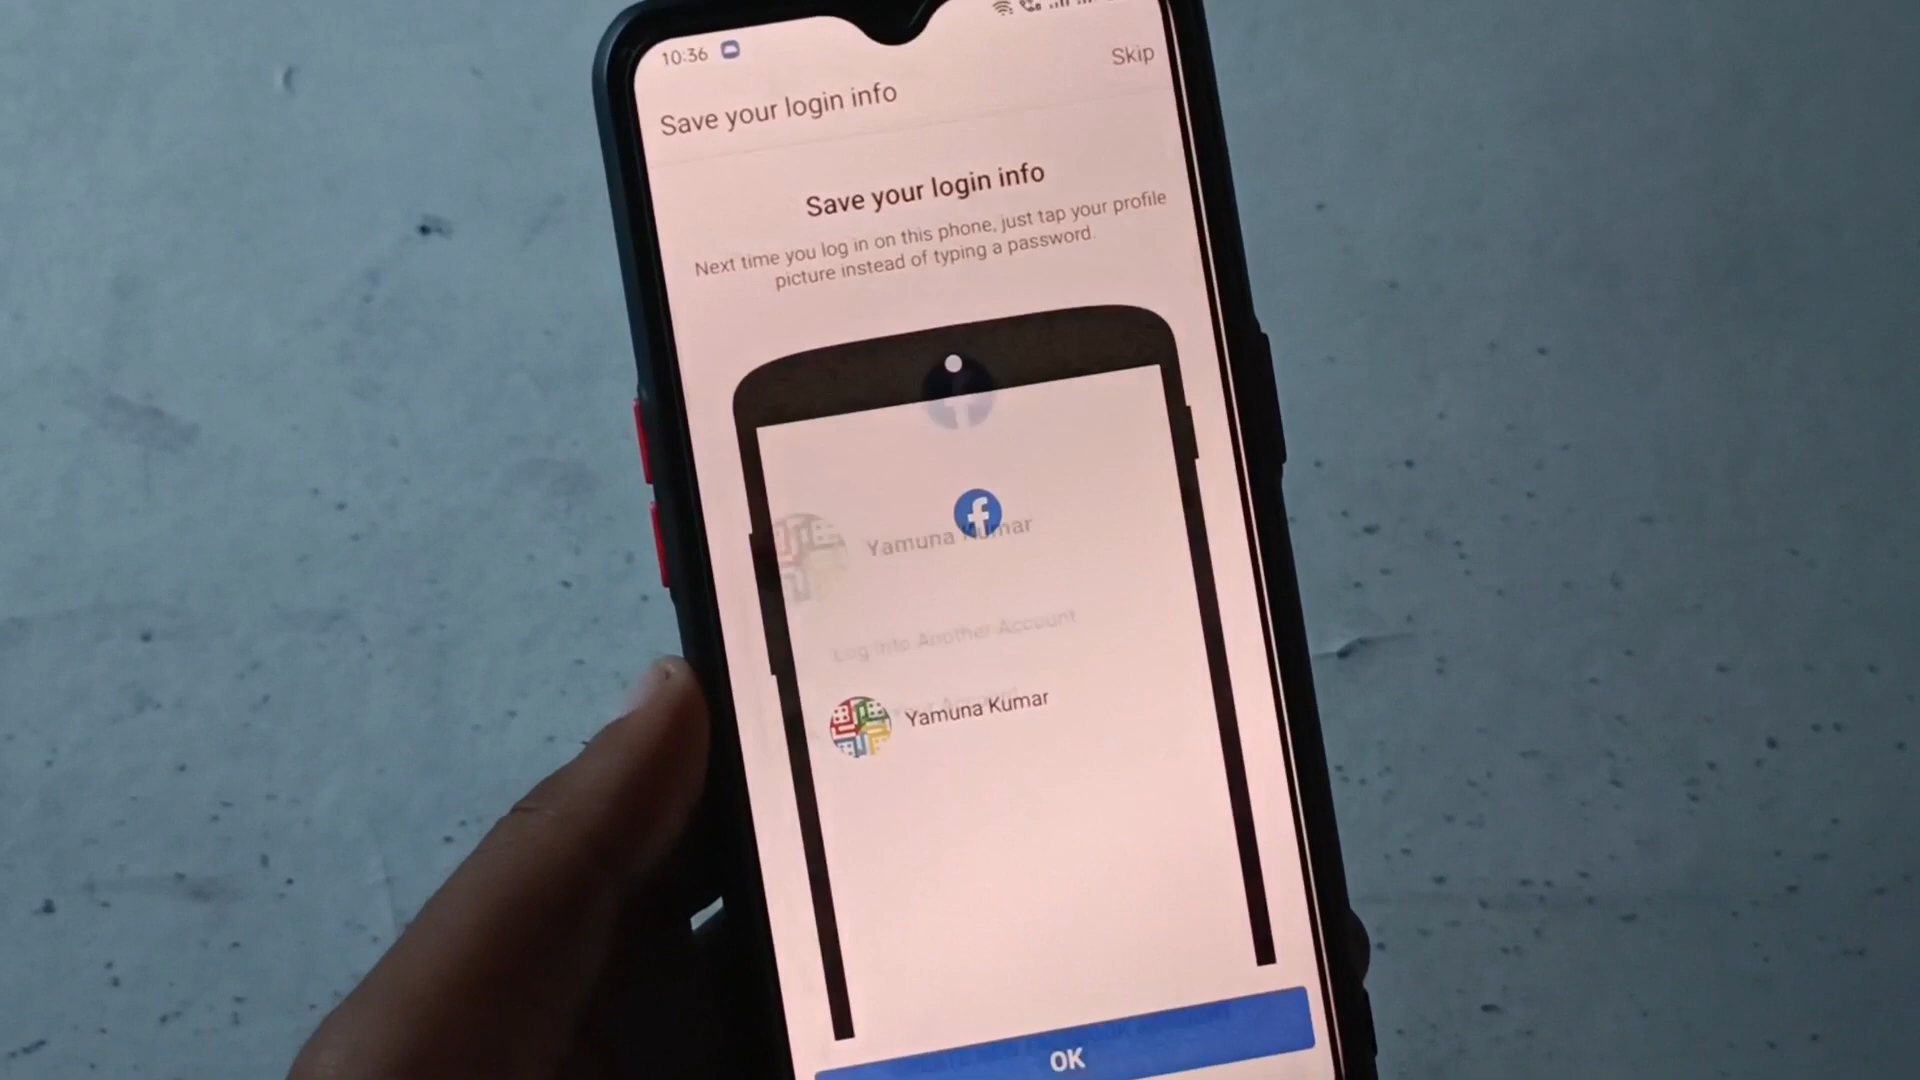 10:36
Skip
Save your login info
Save your login info
Next time you log in on this phone, just tap your profile
picture instead of typing a password.
Yamuna Kumar
Log Into Another Account
Yamuna Kumar
OK